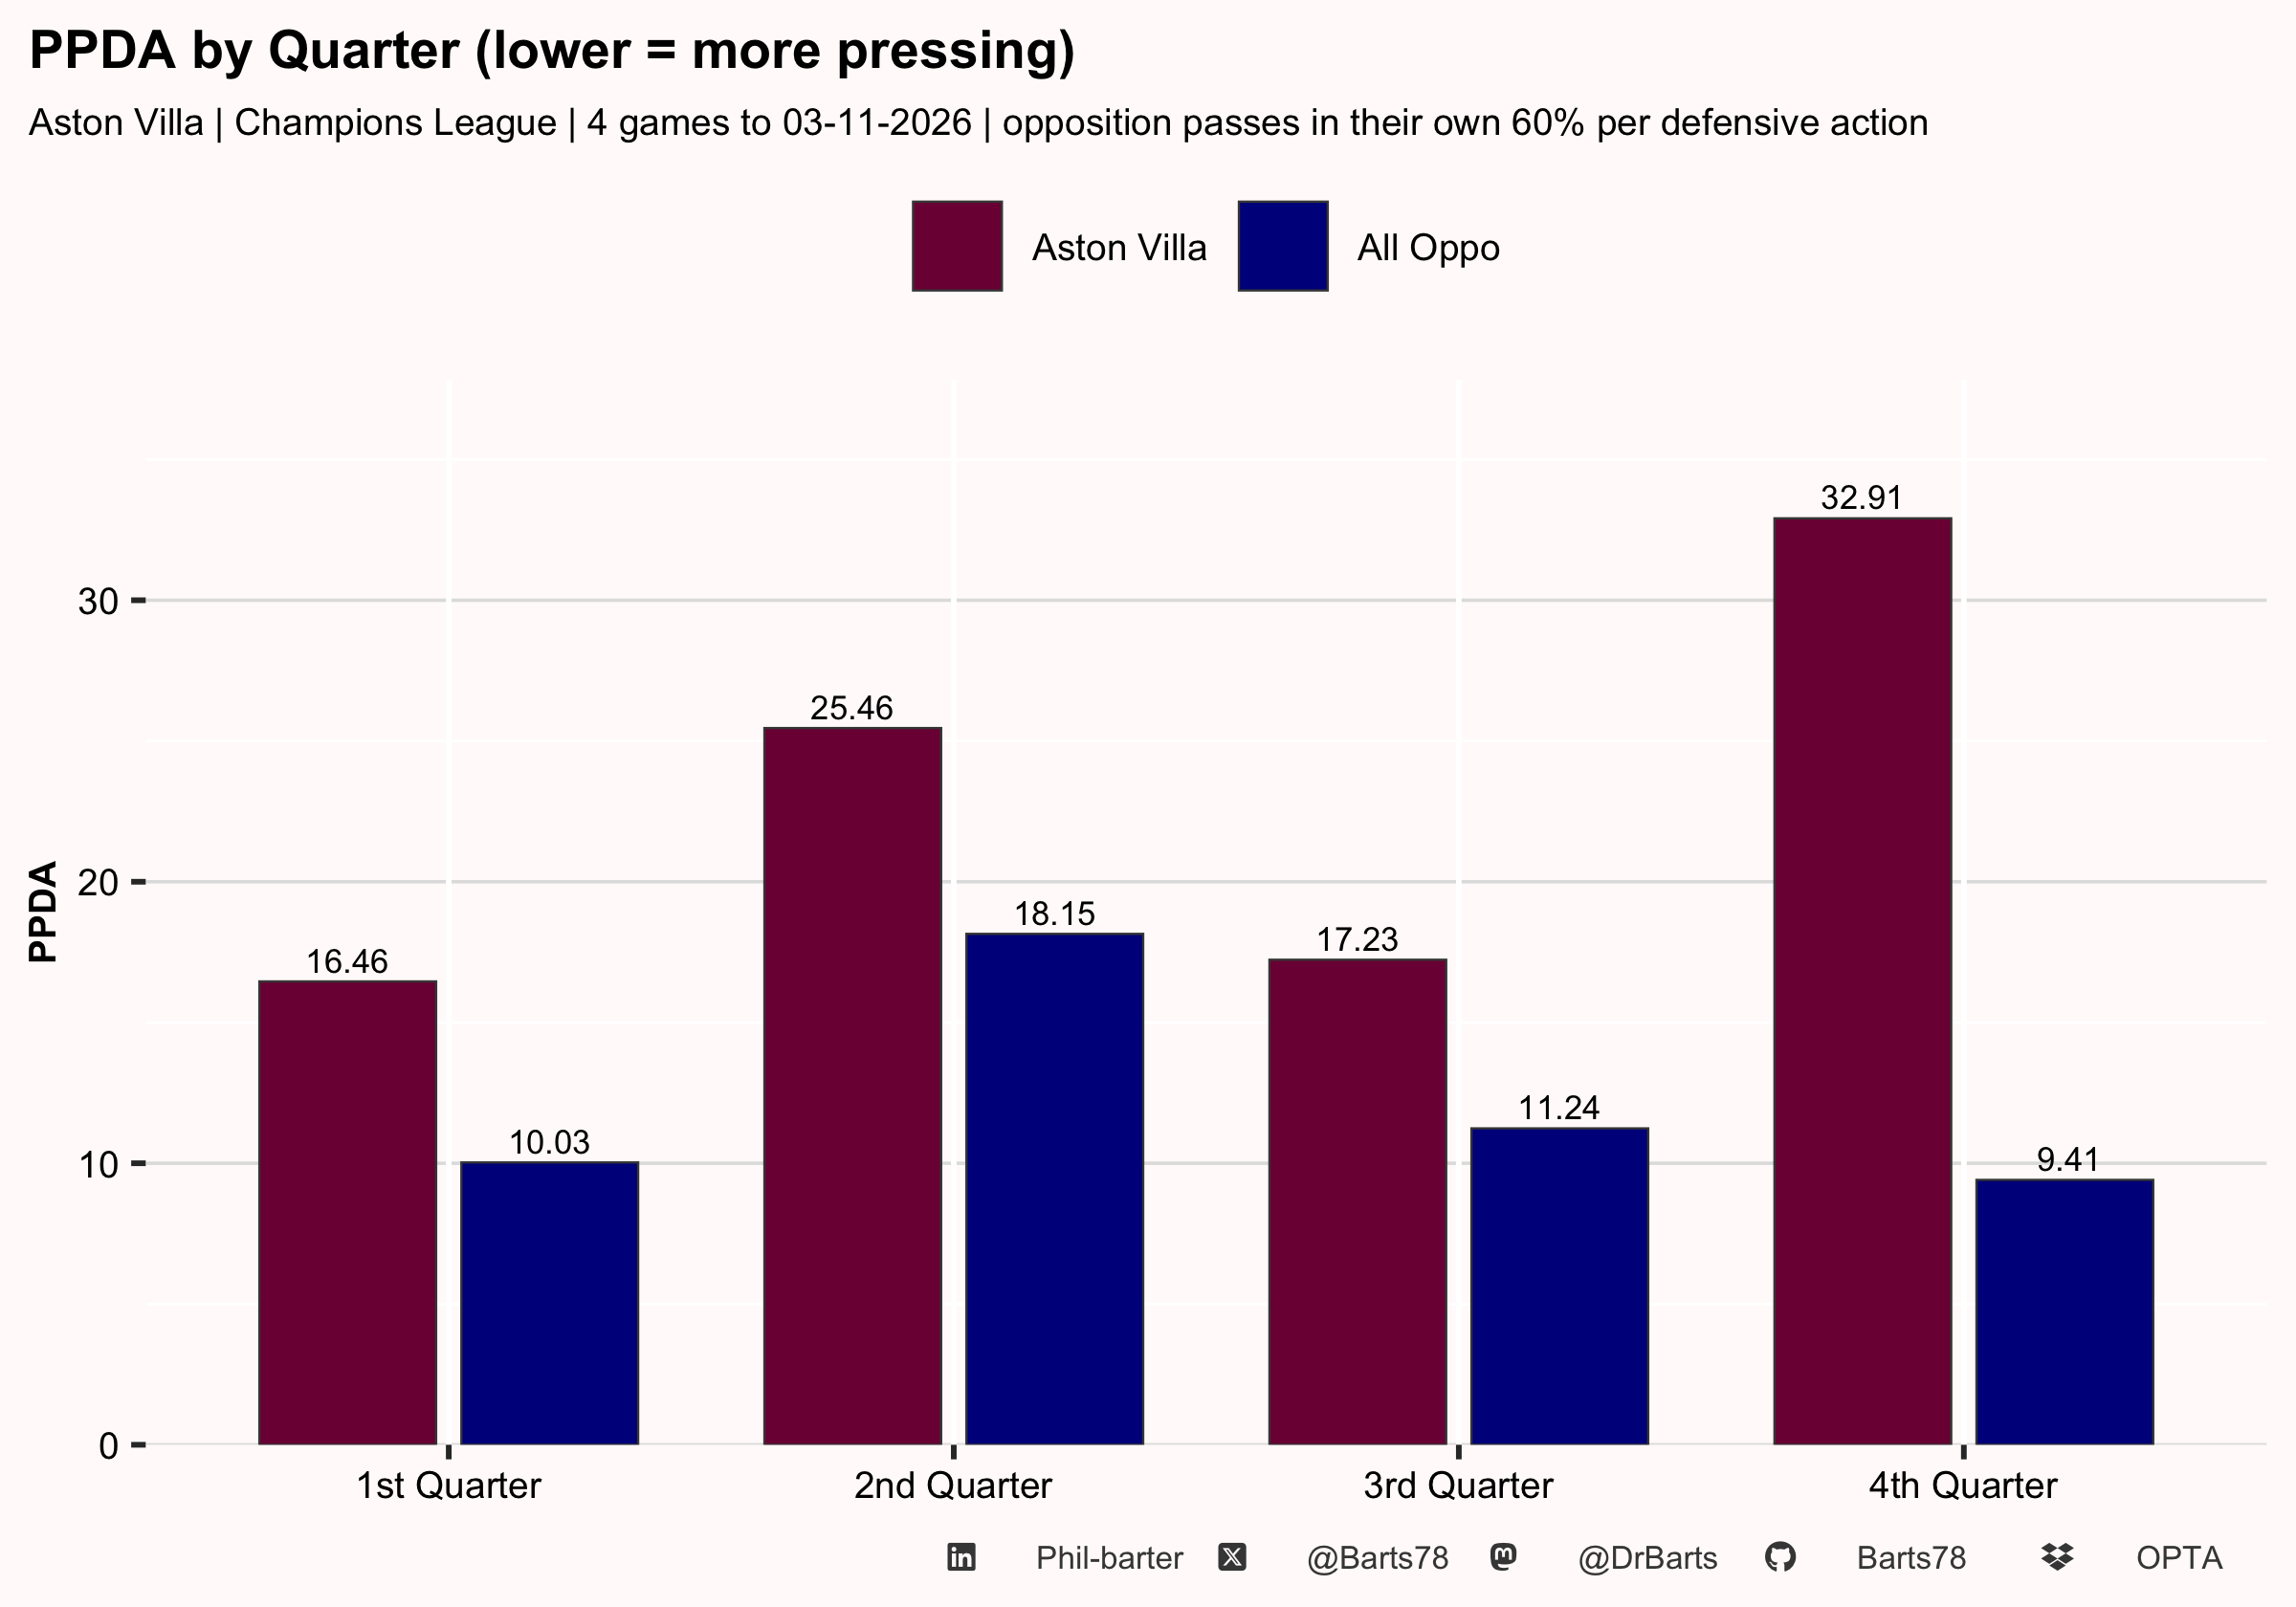 PPDA by Quarter (lower = more pressing)
Aston Villa | Champions League | 4 games to 03-11-2026 | opposition passes in their own 60% per defensive action
Aston Villa All Oppo
PPDA
30
20
10
0
16.46
10.03
25.46
18.15
17.23
11.24
32.91
9.41
1st Quarter 2nd Quarter 3rd Quarter 4th Quarter
Phil-barter @Barts78 @DrBarts Barts78 OPTA